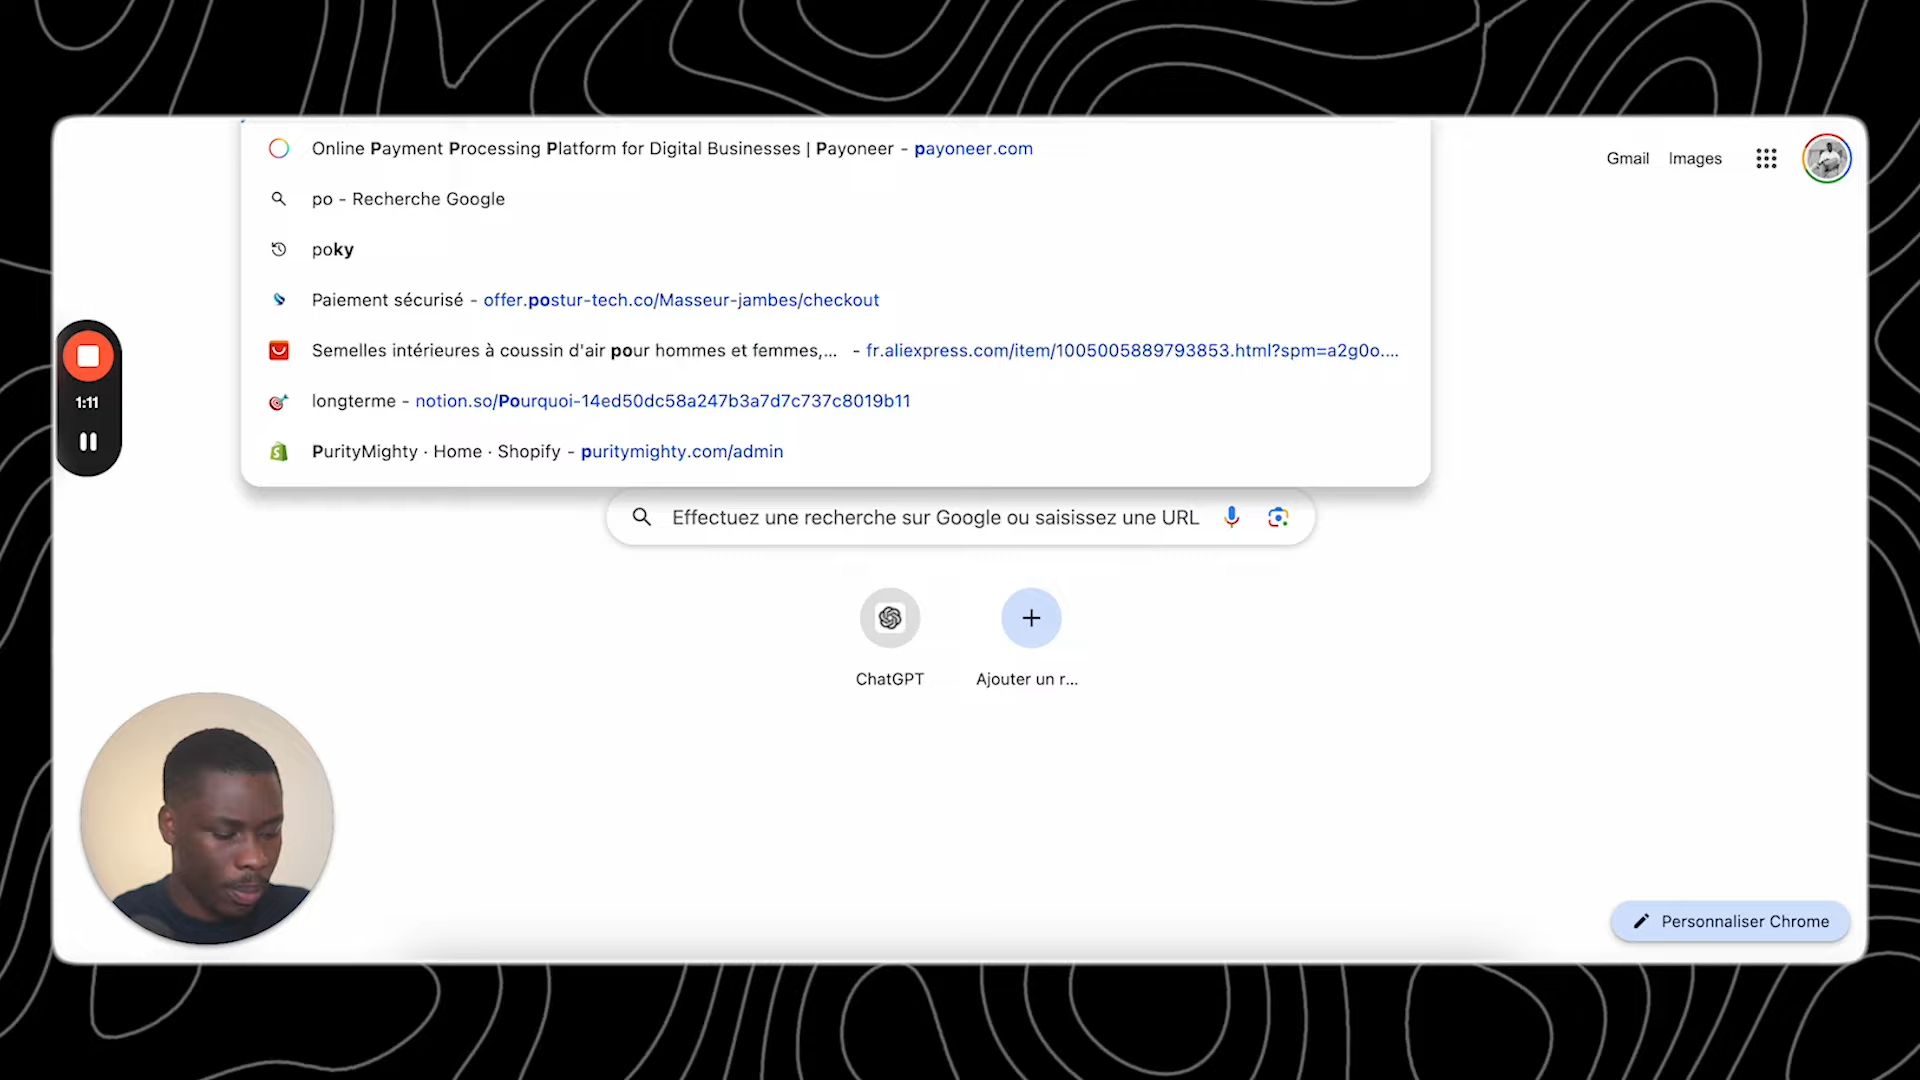 Online Payment Processing Platform for Digital Businesses | Payoneer - payoneer.com
Gmail Images
po - Recherche Google
poky
Paiement sécurisé - offer.postur-tech.co/Masseur-jambes/checkout
Semelles intérieures à coussin d'air pour hommes et femmes,... - fr.aliexpress.com/item/1005005889793853.html?spm=a2g0o....
1:11
longterme - notion.so/Pourquoi-14ed50dc58a247b3a7d7c737c8019b11
PurityMighty · Home · Shopify - puritymighty.com/admin
Effectuez une recherche sur Google ou saisissez une URL
ChatGPT
Ajouter un r...
Personnaliser Chrome